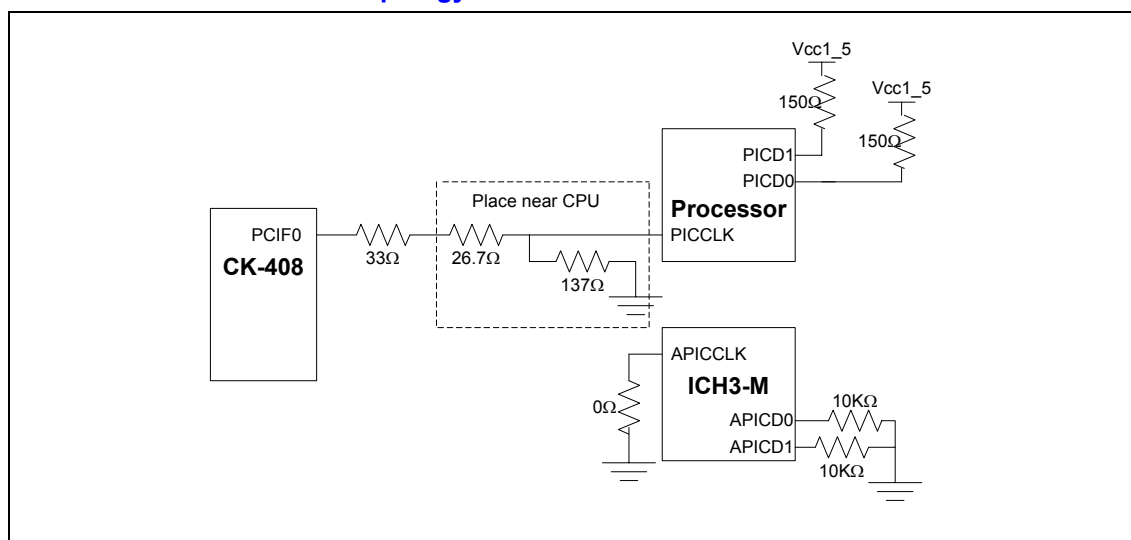 Vcc1_5
Vcc1_5
150Ω
150Ω
PICD1
PICD0
Processor
PICCLK
Place near CPU
PCIF0
CK-408
33Ω
26.7Ω
137Ω
APICCLK
ICH3-M
0Ω
APICD0
APICD1
10KΩ
10KΩ